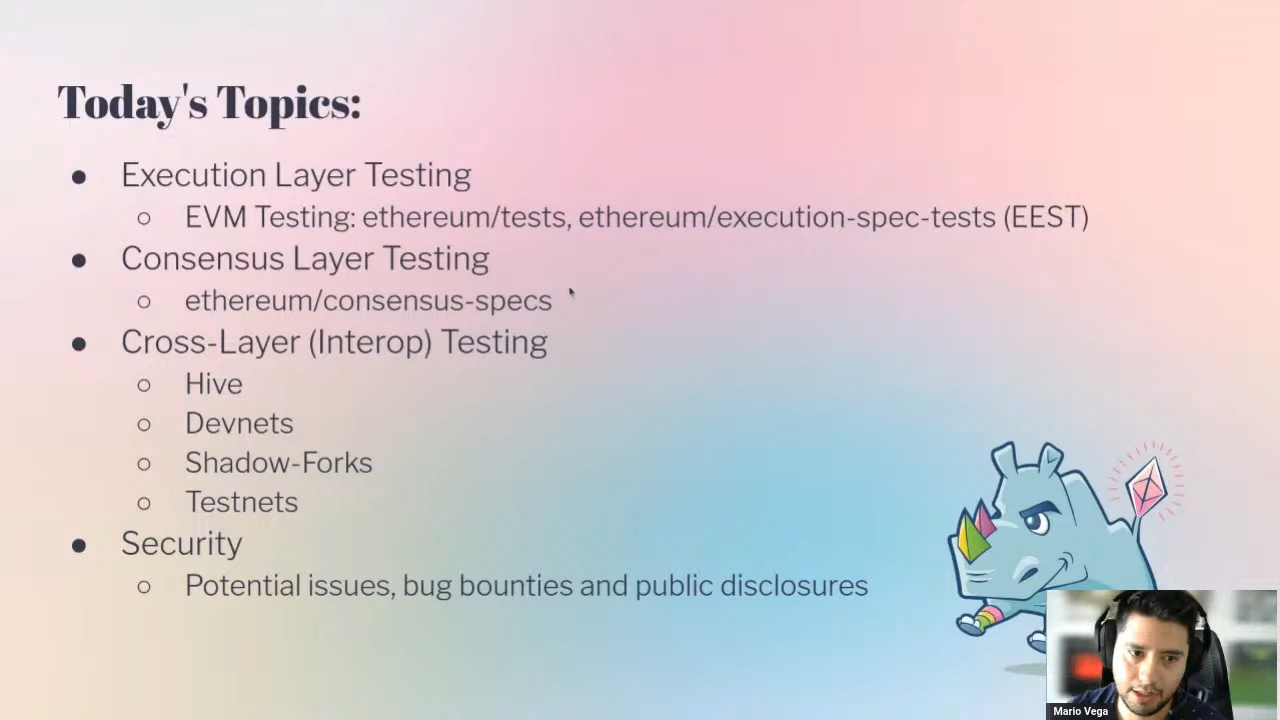 Today's Topics:
● Execution Layer Testing
○ EVM Testing: ethereum/tests, ethereum/execution-spec-tests (EEST)
● Consensus Layer Testing
○ ethereum/consensus-specs
● Cross-Layer (Interop) Testing
○ Hive
○ Devnets
○ Shadow-Forks
○ Testnets
● Security
○ Potential issues, bug bounties and public disclosures
Mario Vega